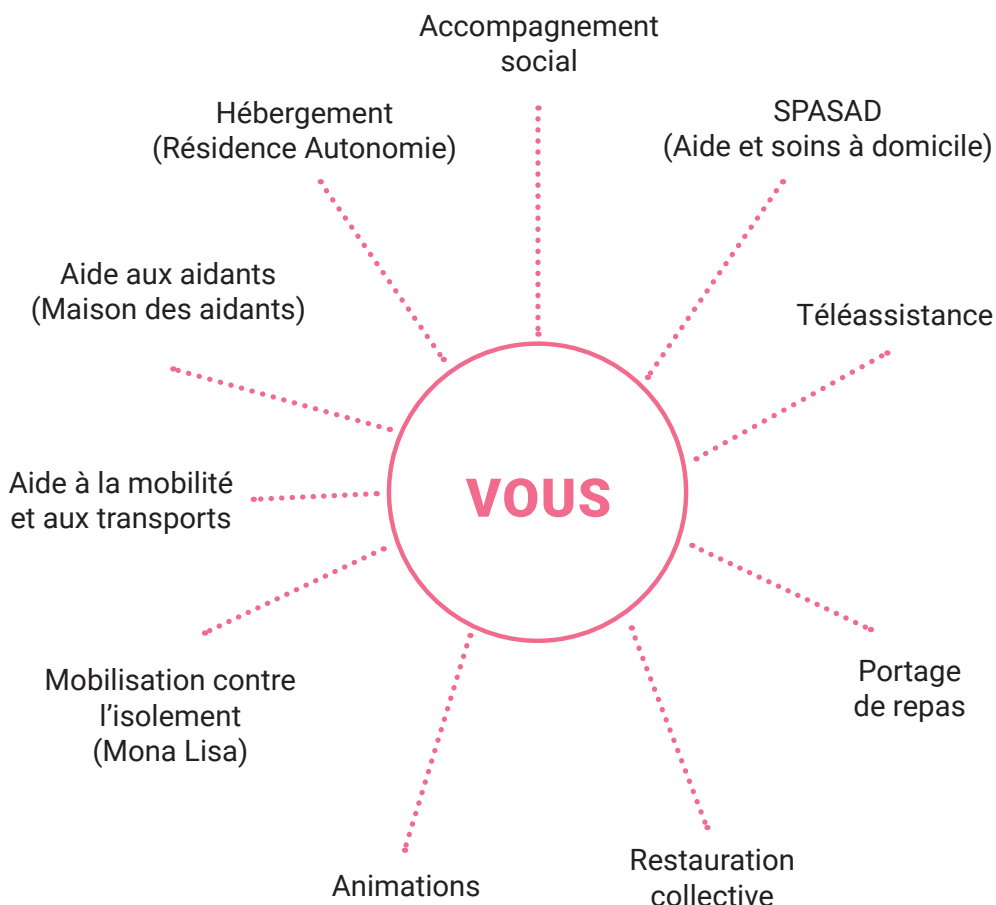 Accompagnement
social
Hébergement
(Résidence Autonomie)
SPASAD
(Aide et soins à domicile)
Aide aux aidants
(Maison des aidants)
Téléassistance
VOUS
Aide à la mobilité
et aux transports
Mobilisation contre
l'isolement
(Mona Lisa)
Portage
de repas
Animations
Restauration
collective